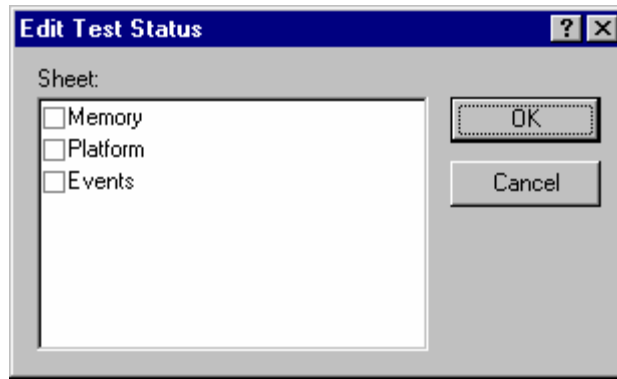 Edit Test Status ?
Sheet:
Memory
OK
Platform
Events
Cancel